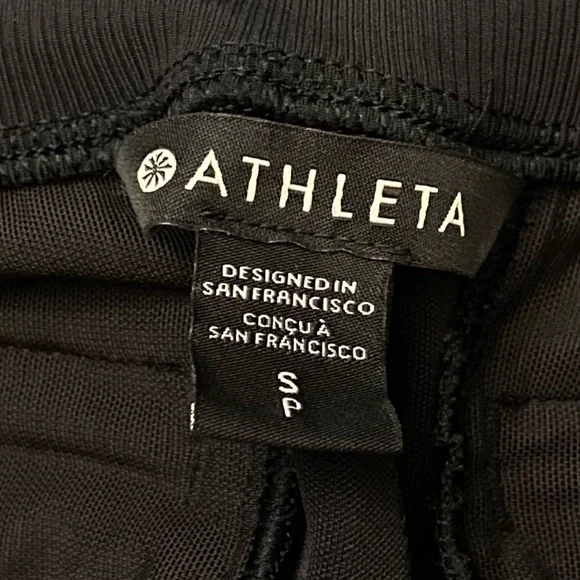 ATHLETA
DESIGNED IN
SAN FRANCISCO
CONÇU À
SAN FRANCISCO
S
P